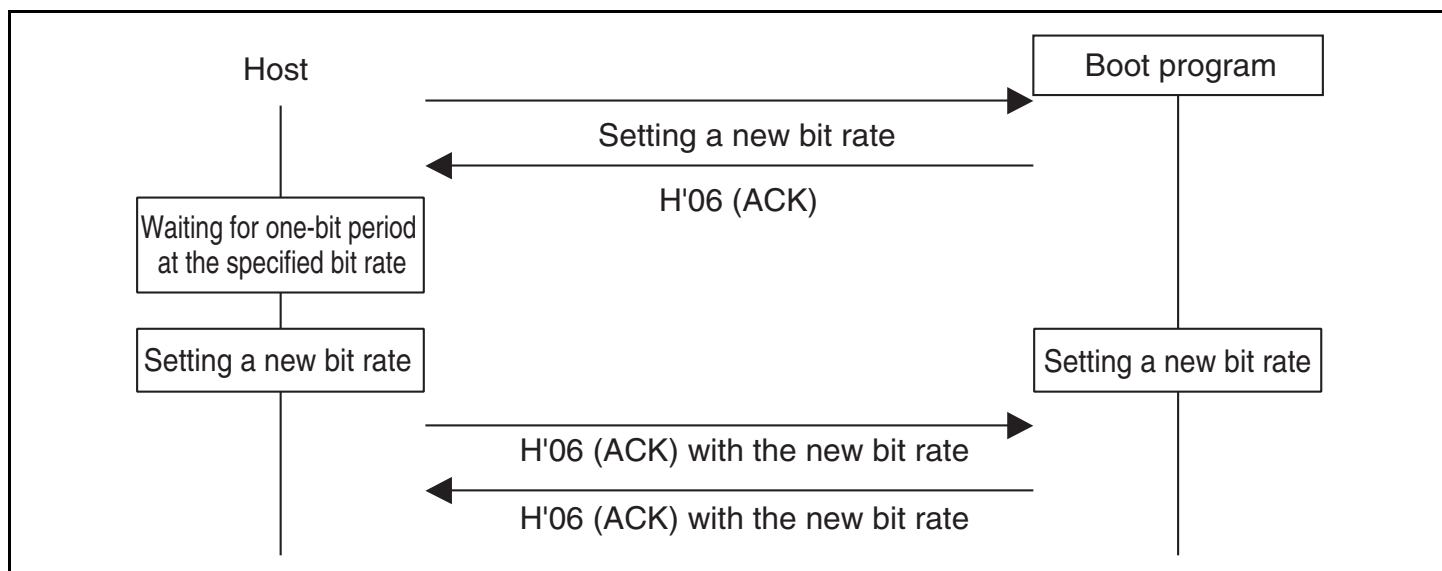 Host
Boot program
Setting a new bit rate
H'06 (ACK)
Waiting for one-bit period
at the specified bit rate
Setting a new bit rate
Setting a new bit rate
H'06 (ACK) with the new bit rate
H'06 (ACK) with the new bit rate